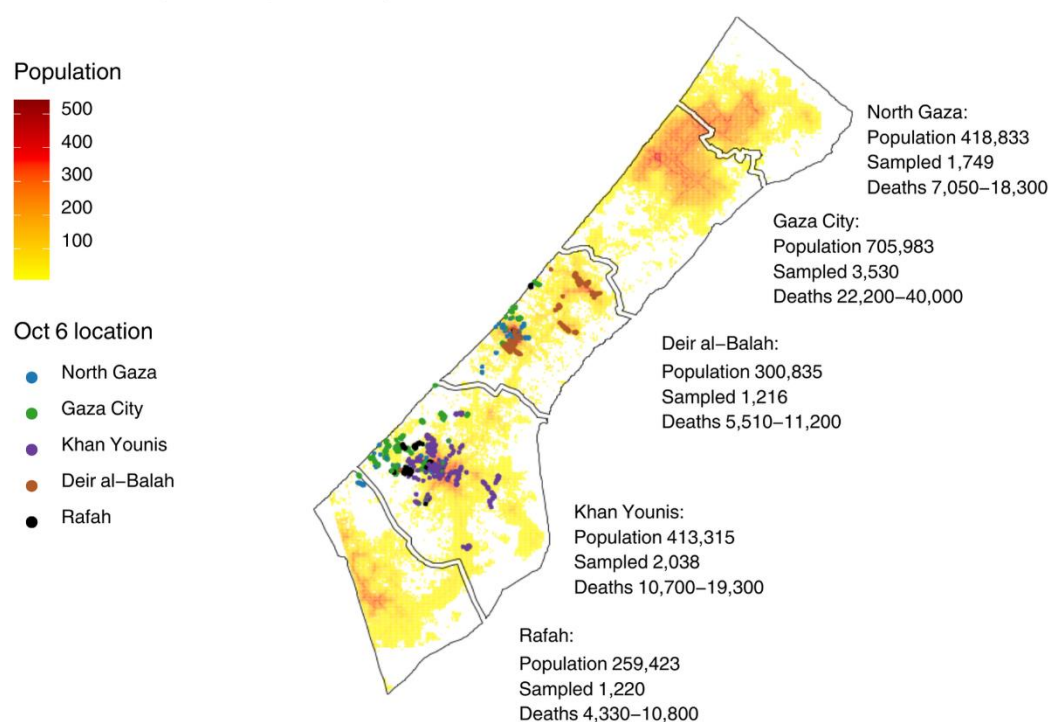 Population
500
400
300
200
100
Oct 6 location
North Gaza
Gaza City
Khan Younis
Deir al–Balah
Rafah
North Gaza:
Population 418,833
Sampled 1,749
Deaths 7,050–18,300
Gaza City:
Population 705,983
Sampled 3,530
Deaths 22,200–40,000
Deir al–Balah:
Population 300,835
Sampled 1,216
Deaths 5,510–11,200
Khan Younis:
Population 413,315
Sampled 2,038
Deaths 10,700–19,300
Rafah:
Population 259,423
Sampled 1,220
Deaths 4,330–10,800